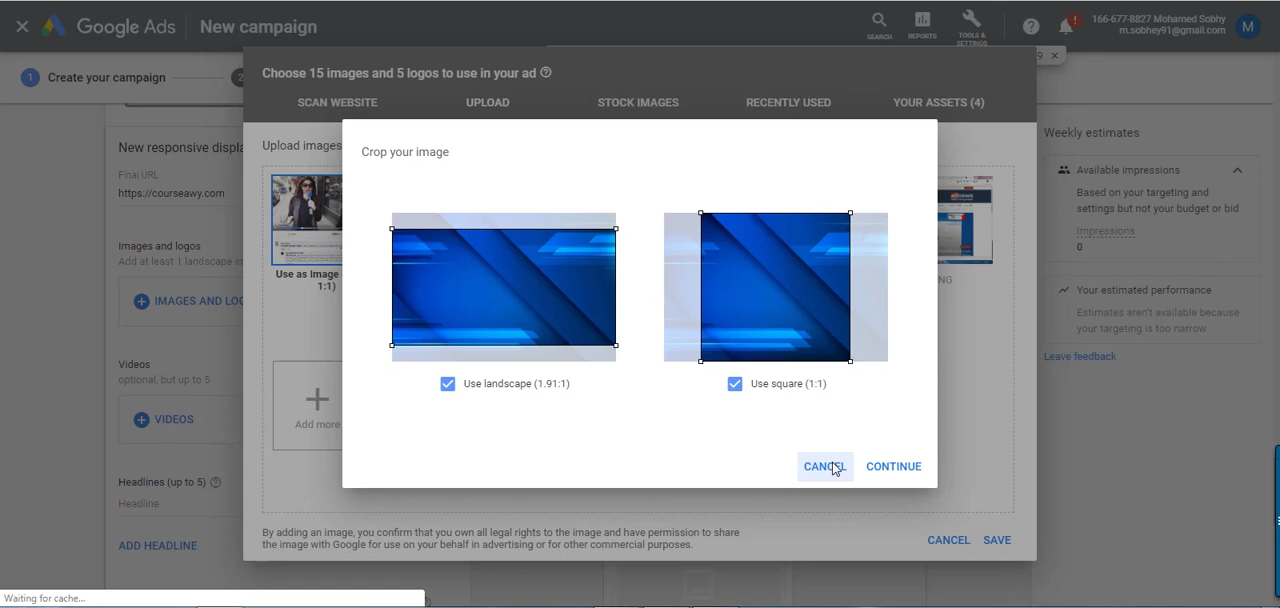 Google Ads
New campaign
SEARCH
REPORTS
TOOLS &
SETTINGS
!
166-677-8827 Mohamed Sobhy
m.sobhey91@gmail.com
M
1 Create your campaign
2
9
Choose 15 images and 5 logos to use in your ad
SCAN WEBSITE
UPLOAD
STOCK IMAGES
RECENTLY USED
YOUR ASSETS (4)
New responsive displa
Final URL
https://courseawy.com
Images and logos
Add at least 1 landscape im
IMAGES AND LOG
Videos
optional, but up to 5
VIDEOS
Headlines (up to 5)
Headline
ADD HEADLINE
Upload images
Use as Image
1:1)
Add more
Crop your image
Use landscape (1.91:1)
Use square (1:1)
CANCEL
CONTINUE
NG
By adding an image, you confirm that you own all legal rights to the image and have permission to share
the image with Google for use on your behalf in advertising or for other commercial purposes.
CANCEL
SAVE
Weekly estimates
Available impressions
Based on your targeting and
settings but not your budget or bid
Impressions
0
Your estimated performance
Estimates aren't available because
your targeting is too narrow
Leave feedback
Waiting for cache...